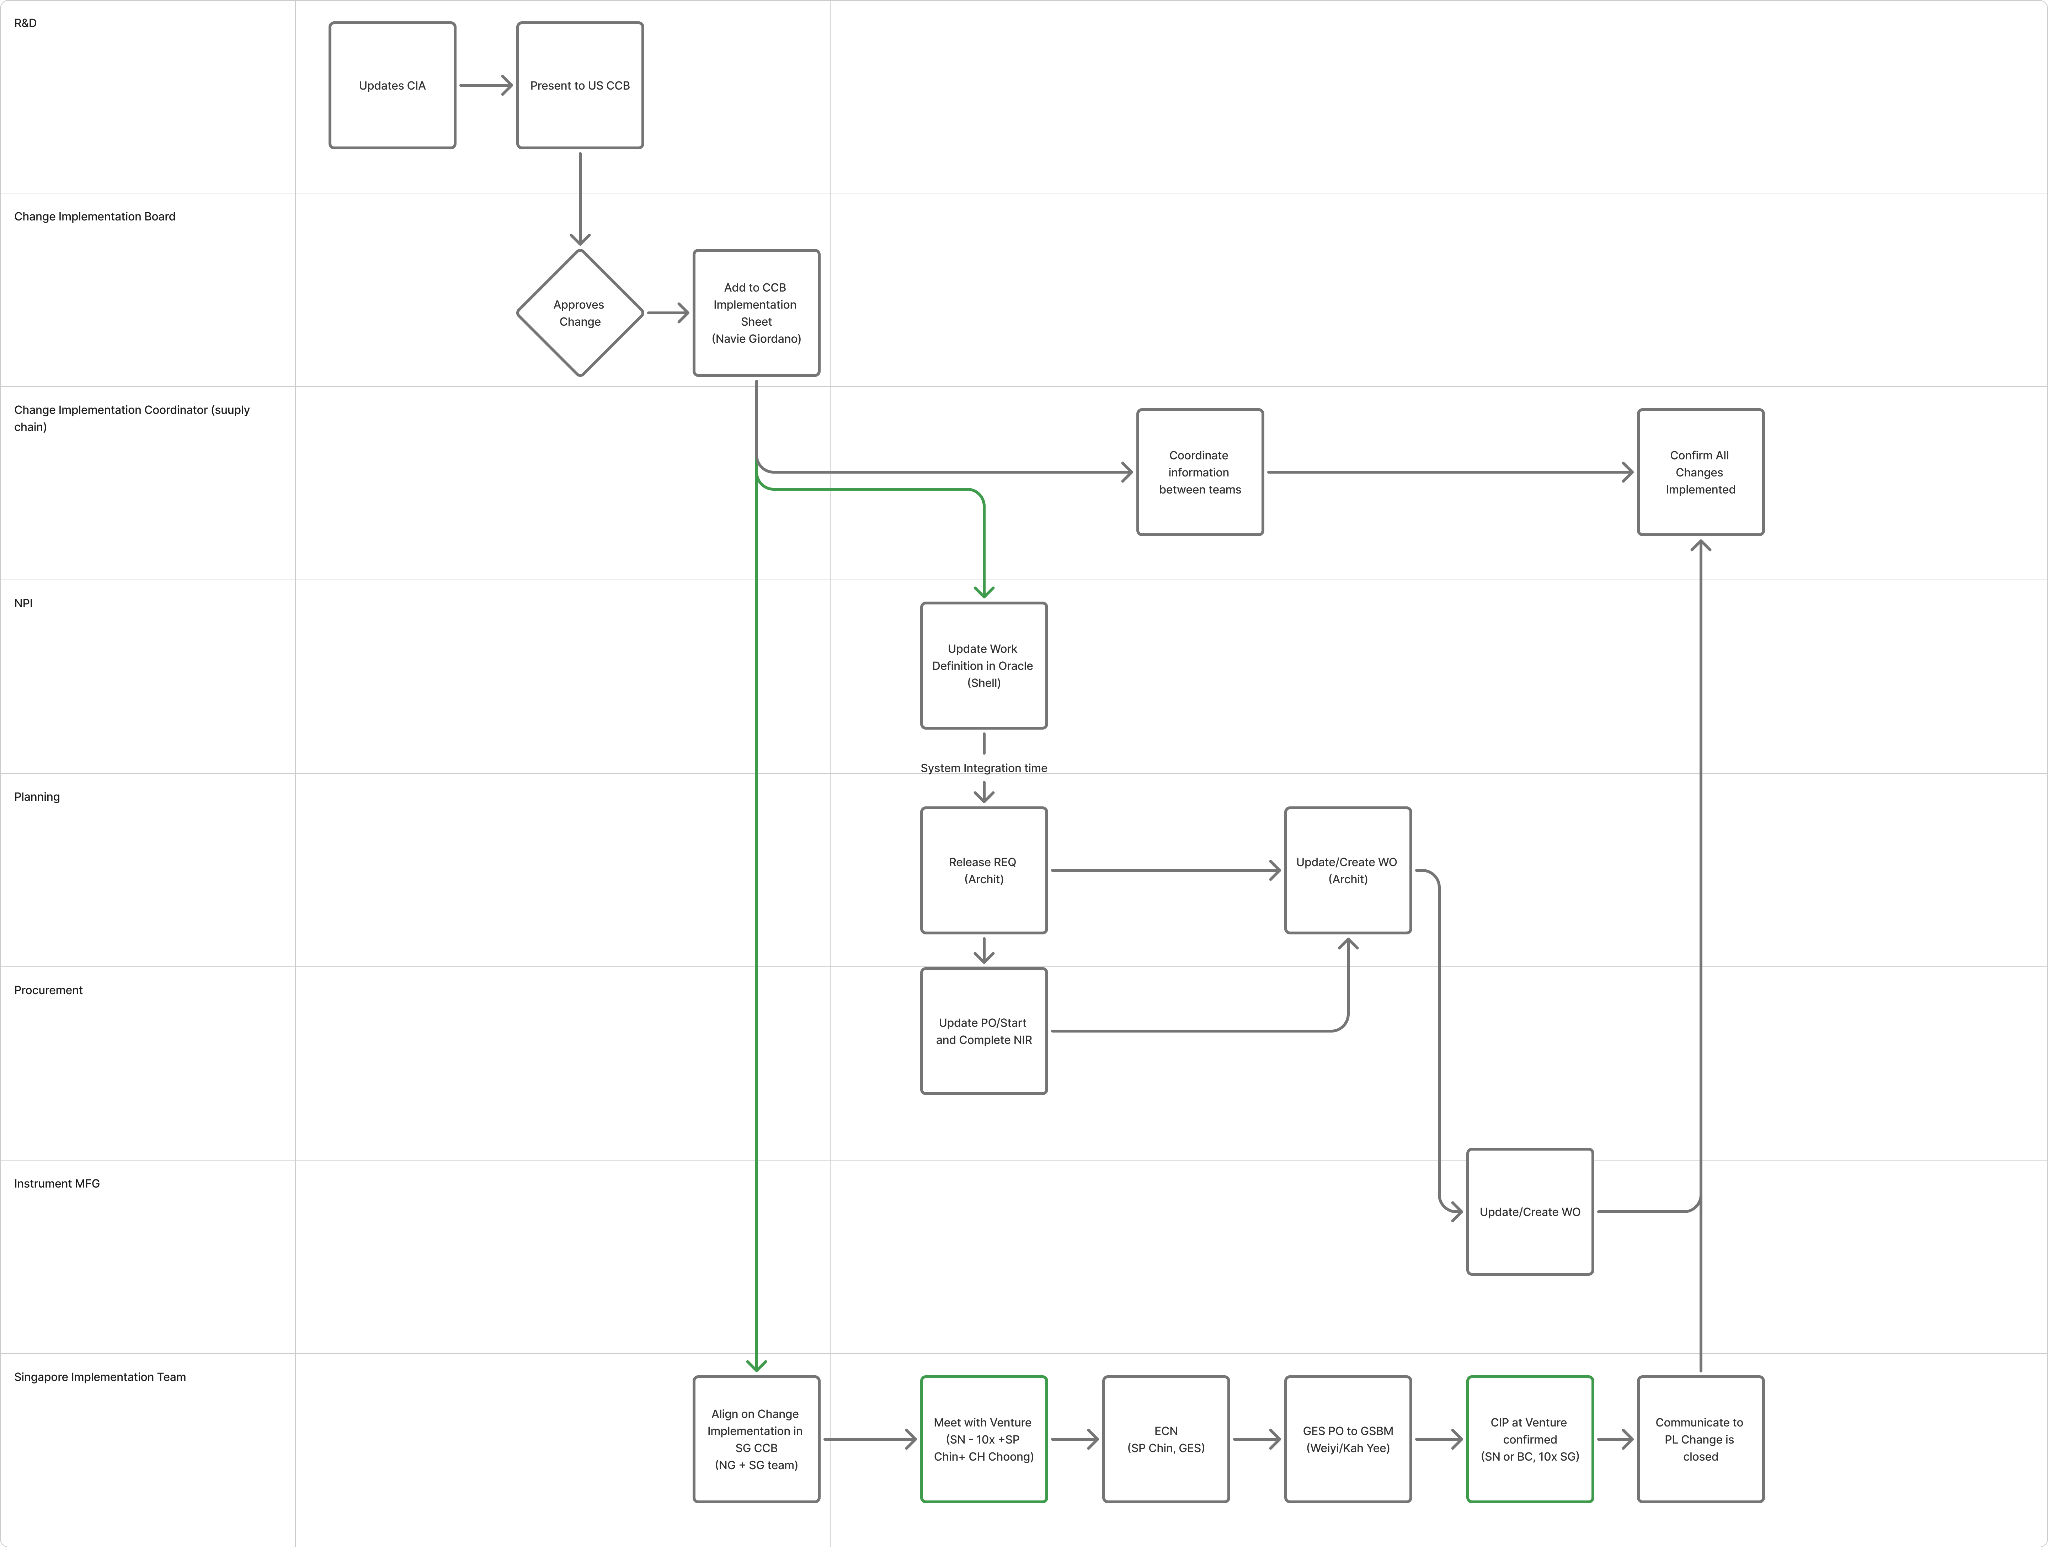 R&D
Updates CIA
Present to US CCB
Change Implementation Board
Approves
Change
Add to CCB
Implementation
Sheet
(Navie Giordano)
Change Implementation Coordinator (suuply
chain)
Coordinate
information
between teams
Confirm All
Changes
Implemented
NPI
Update Work
Definition in Oracle
(Shell)
System Integration time
Planning
Release REQ
(Archit)
Update/Create WO
(Archit)
Procurement
Update PO/Start
and Complete NIR
Instrument MFG
Update/Create WO
Singapore Implementation Team
Align on Change
Implementation in
SG CCB
(NG + SG team)
Meet with Venture
(SN - 10x +SP
Chin+ CH Choong)
ECN
(SP Chin, GES)
GES PO to GSBM
(Weiyi/Kah Yee)
CIP at Venture
confirmed
(SN or BC, 10x SG)
Communicate to
PL Change is
closed